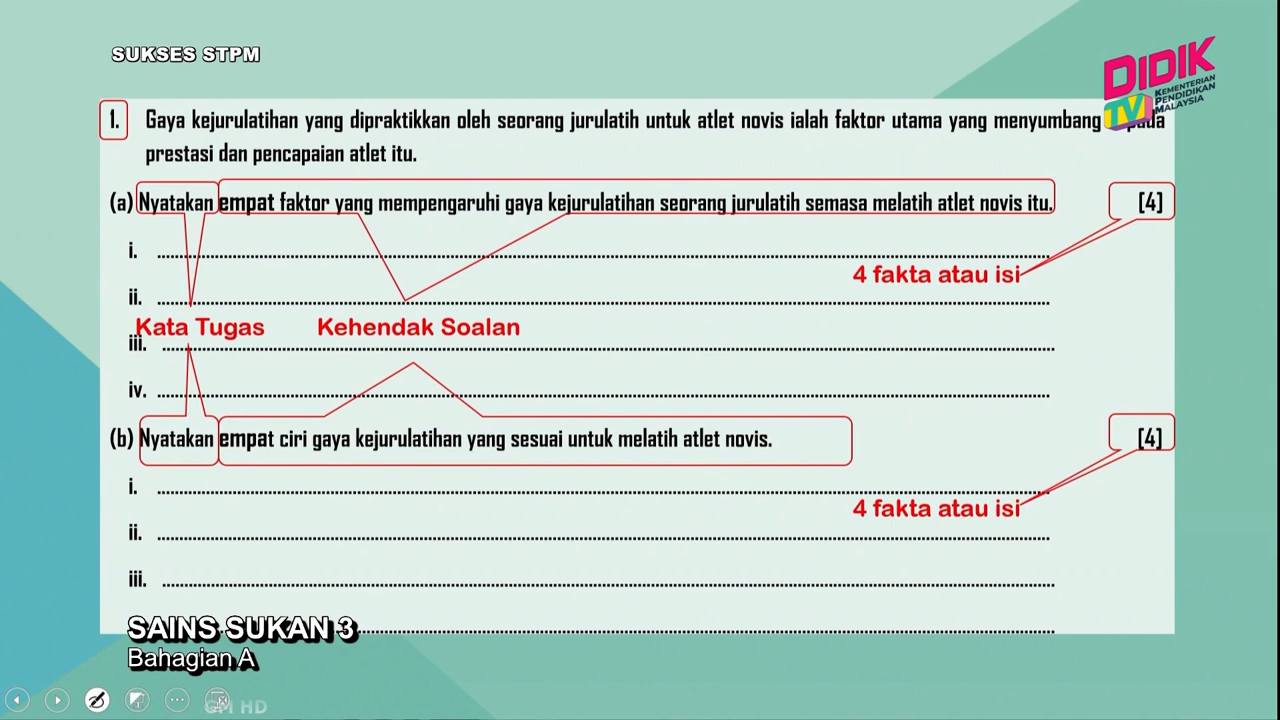 SUKSES STPM
DIDIK
TV
KEMENTERIAN
PENDIDIKAN
MALAYSIA
1. Gaya kejurulatihan yang dipraktikkan oleh seorang jurulatih untuk atlet novis ialah faktor utama yang menyumbang
prestasi dan pencapaian atlet itu.
(a) Nyatakan empat faktor yang mempengaruhi gaya kejurulatihan seorang jurulatih semasa melatih atlet novis itu. [4]
i. ........................................
4 fakta atau isi
ii. ........................................
Kata Tugas Kehendak Soalan
iii. ........................................
iv. ........................................
(b) Nyatakan empat ciri gaya kejurulatihan yang sesuai untuk melatih atlet novis. [4]
i. ........................................
4 fakta atau isi
ii. ........................................
iii. ........................................
SAINS SUKAN 3
Bahagian A
HD